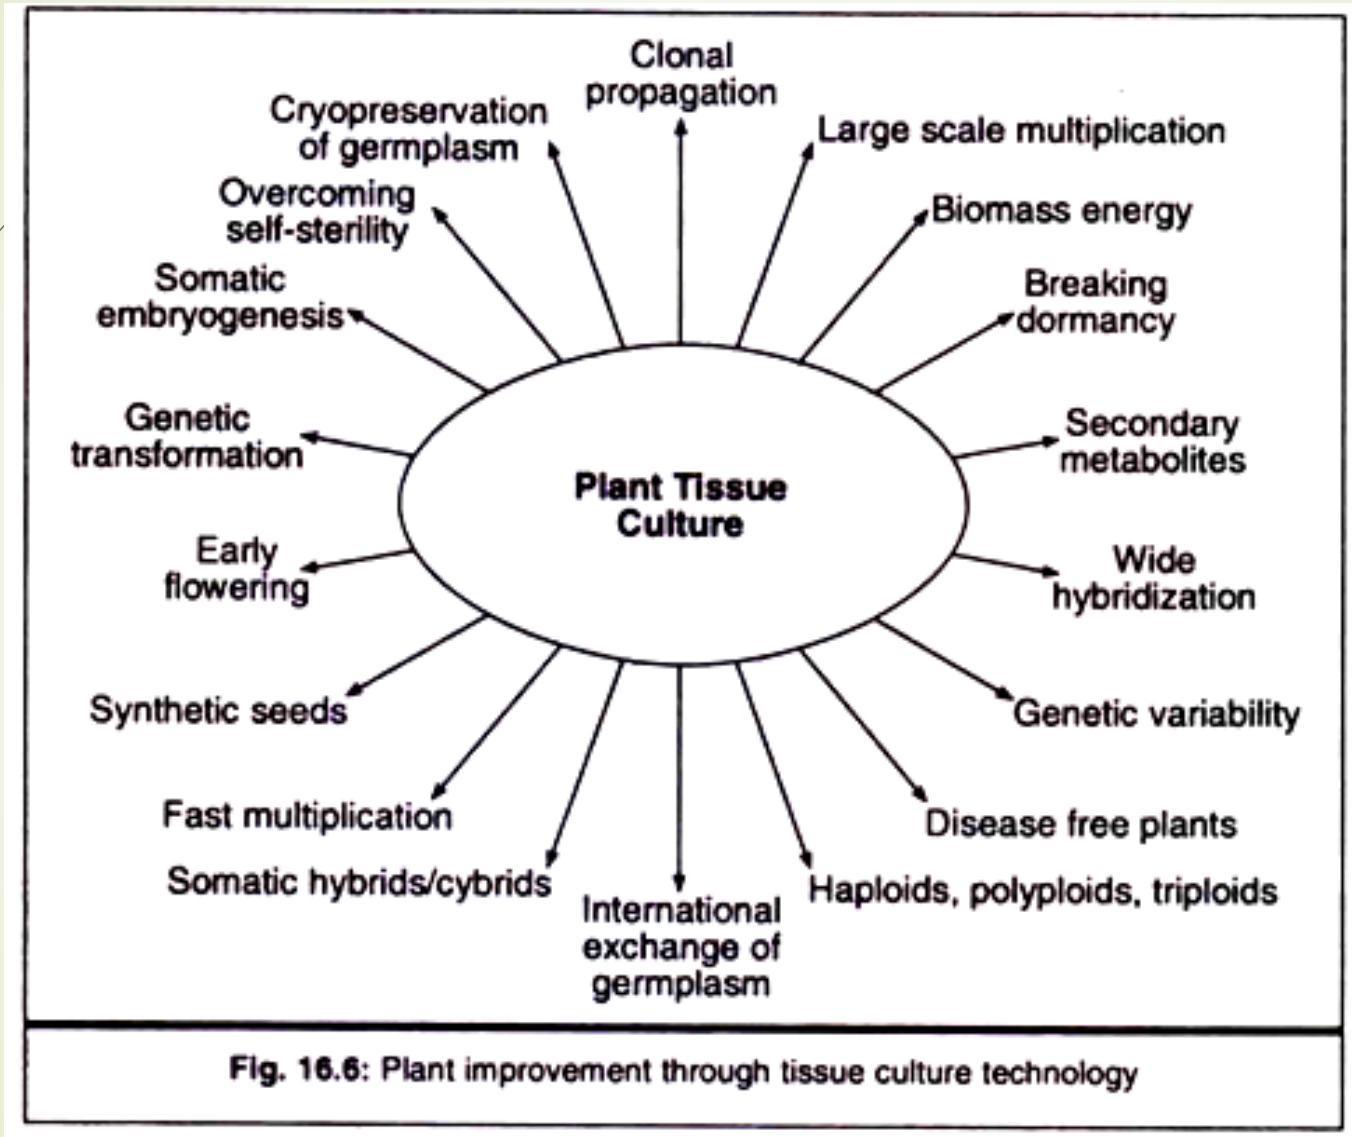 Clonal
propagation
Cryopreservation
of germplasm
Large scale multiplication
Overcoming
self-sterility
Biomass energy
Somatic
embryogenesis
Breaking
dormancy
Genetic
transformation
Secondary
metabolites
Plant Tissue
Culture
Early
flowering
Wide
hybridization
Synthetic seeds
Genetic variability
Fast multiplication
Disease free plants
Somatic hybrids/cybrids
Haploids, polyploids, triploids
International
exchange of
germplasm
Fig. 16.6: Plant improvement through tissue culture technology